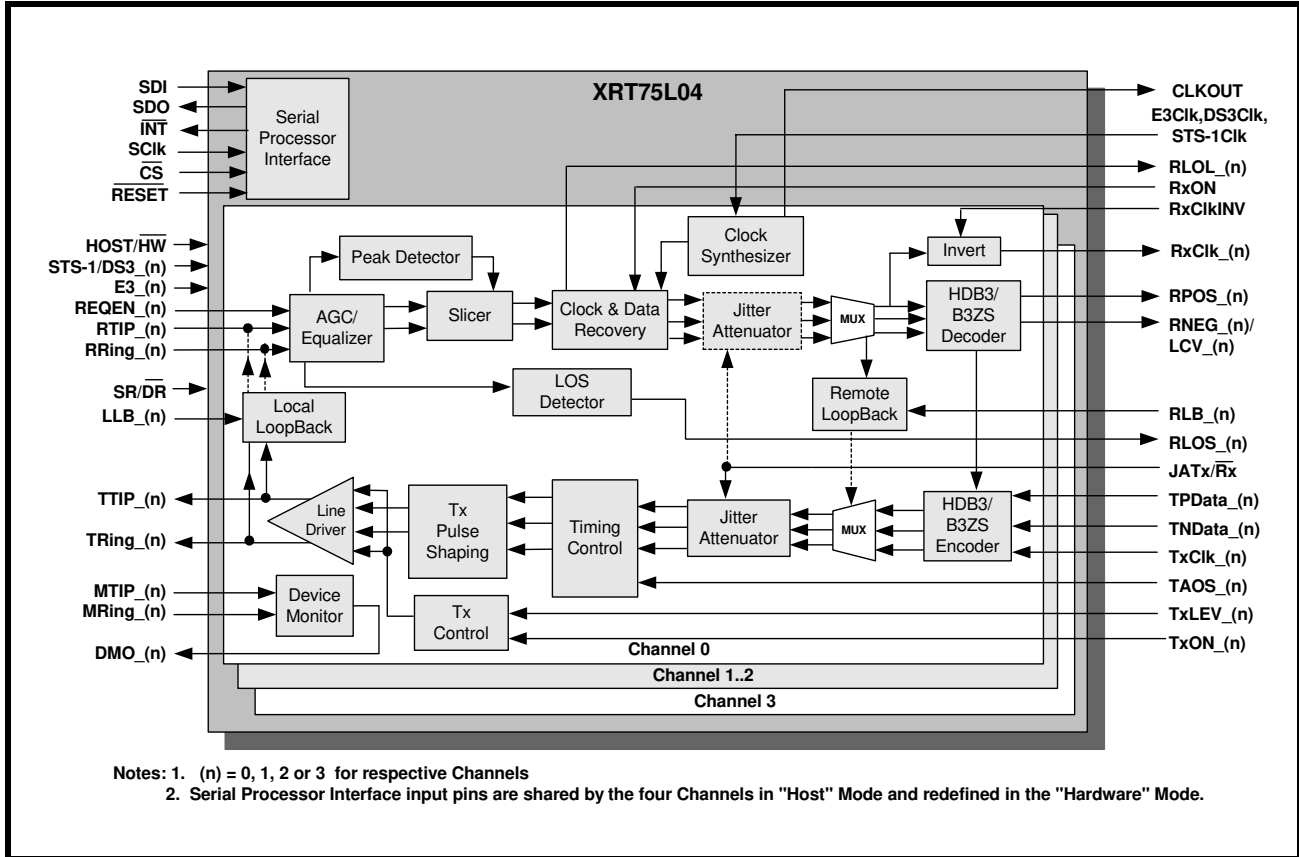 XRT75L04
SDI
SDO
INT
SClk
CS
RESET
Serial
Processor
Interface
CLKOUT
E3Clk,DS3Clk,
STS-1Clk
RLOL_(n)
RxON
RxClkINV
HOST/HW
STS-1/DS3_(n)
E3_(n)
REQEN_(n)
RTIP_(n)
RRing_(n)
SR/DR
LLB_(n)
Peak Detector
AGC/
Equalizer
Slicer
Clock & Data
Recovery
Clock
Synthesizer
Jitter
Attenuator
MUX
Invert
HDB3/
B3ZS
Decoder
RxClk_(n)
RPOS_(n)
RNEG_(n)/
LCV_(n)
LOS
Detector
Remote
LoopBack
Local
LoopBack
RLB_(n)
RLOS_(n)
JATx/Rx
TTIP_(n)
TRing_(n)
MTIP_(n)
MRing_(n)
DMO_(n)
Line
Driver
Tx
Pulse
Shaping
Timing
Control
Jitter
Attenuator
MUX
HDB3/
B3ZS
Encoder
TPData_(n)
TNData_(n)
TxClk_(n)
TAOS_(n)
TxLEV_(n)
TxON_(n)
Device
Monitor
Tx
Control
Channel 0
Channel 1..2
Channel 3
Notes: 1. (n) = 0, 1, 2 or 3 for respective Channels
2. Serial Processor Interface input pins are shared by the four Channels in "Host" Mode and redefined in the "Hardware" Mode.